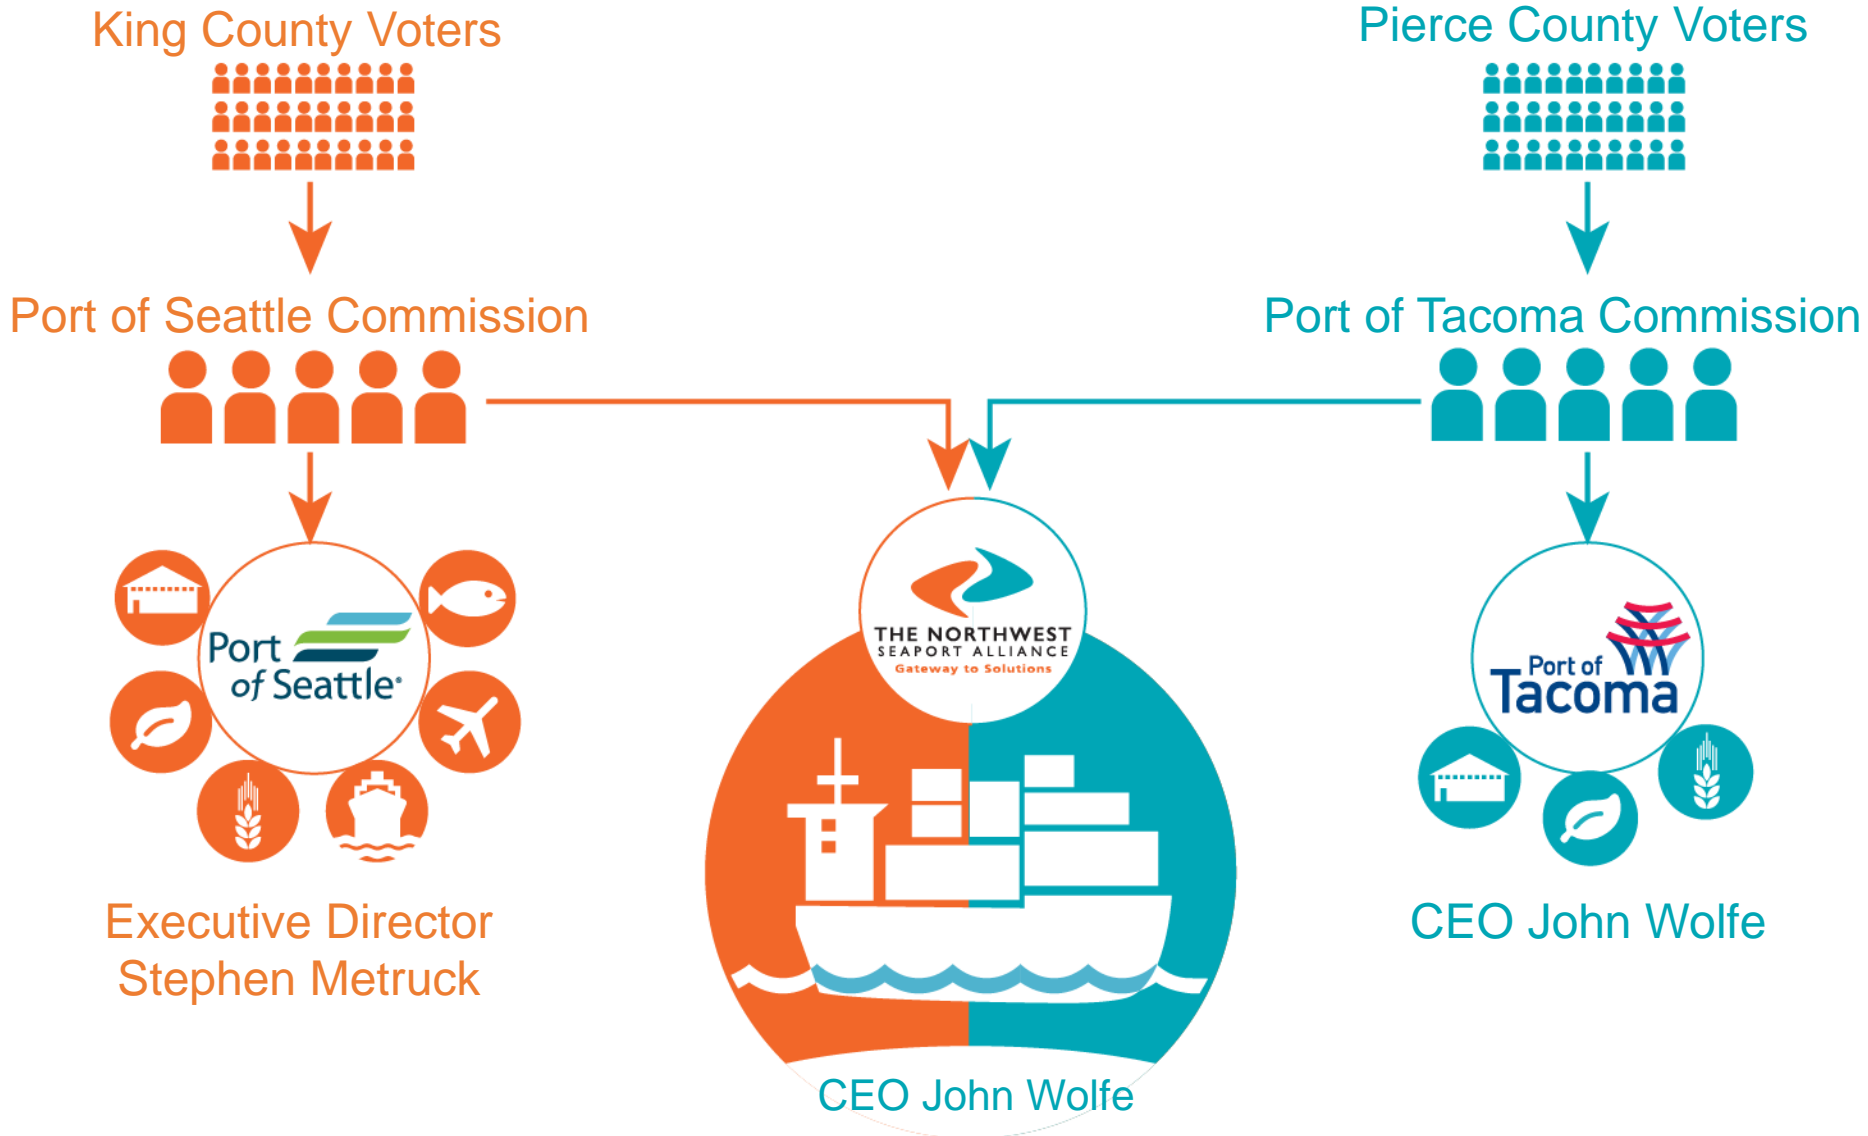 King County Voters
Pierce County Voters
Port of Seattle Commission
Port of Tacoma Commission
Port
of Seattle
THE NORTHWEST
SEAPORT ALLIANCE
Gateway to Solutions
Port of
Tacoma
Executive Director
Stephen Metruck
CEO John Wolfe
CEO John Wolfe